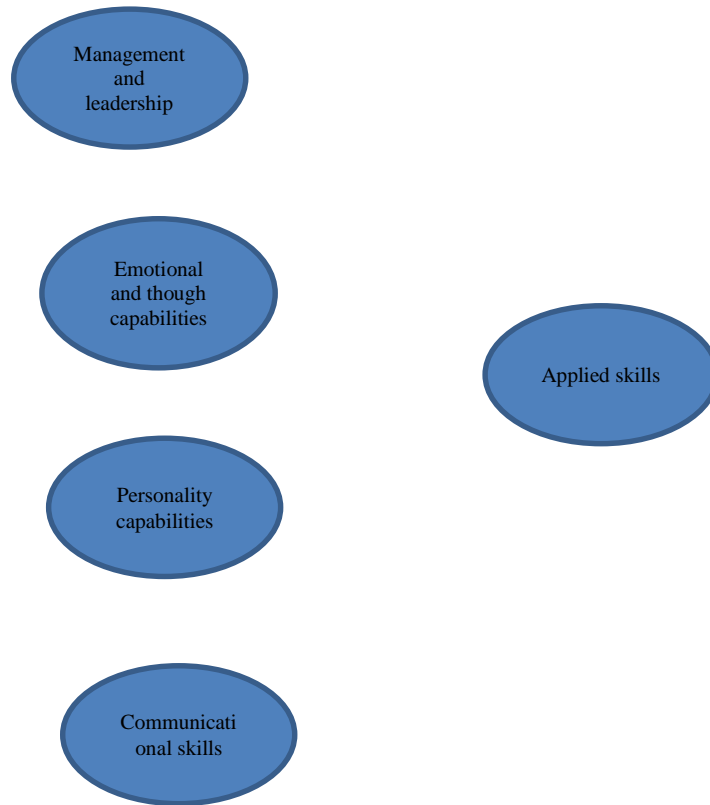 Management
and
leadership
Emotional
and though
capabilities
Applied skills
Personality
capabilities
Communicati
onal skills